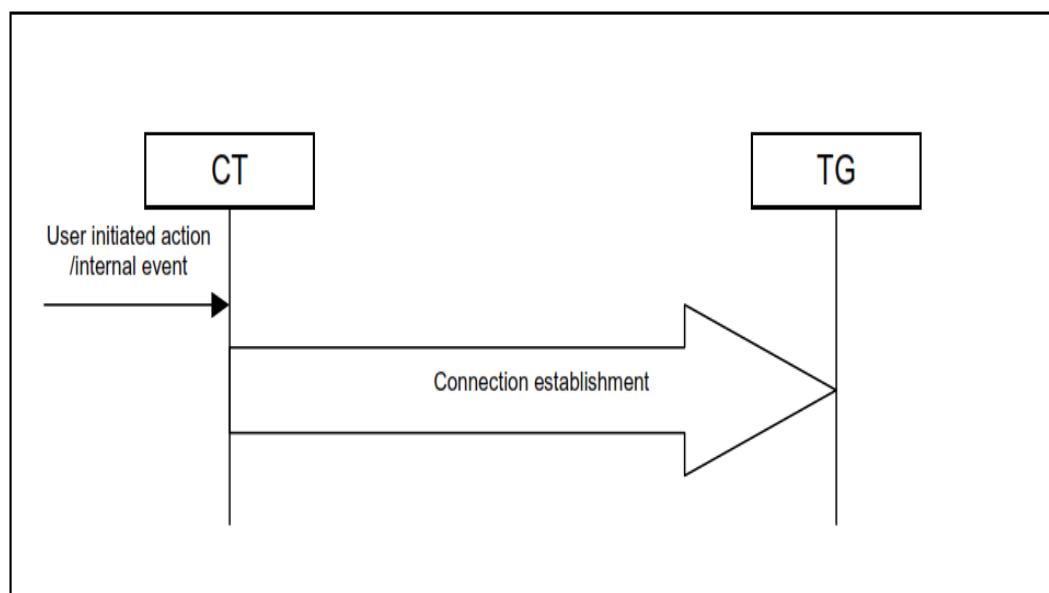 CT
TG
User initiated action
/internal event
Connection establishment